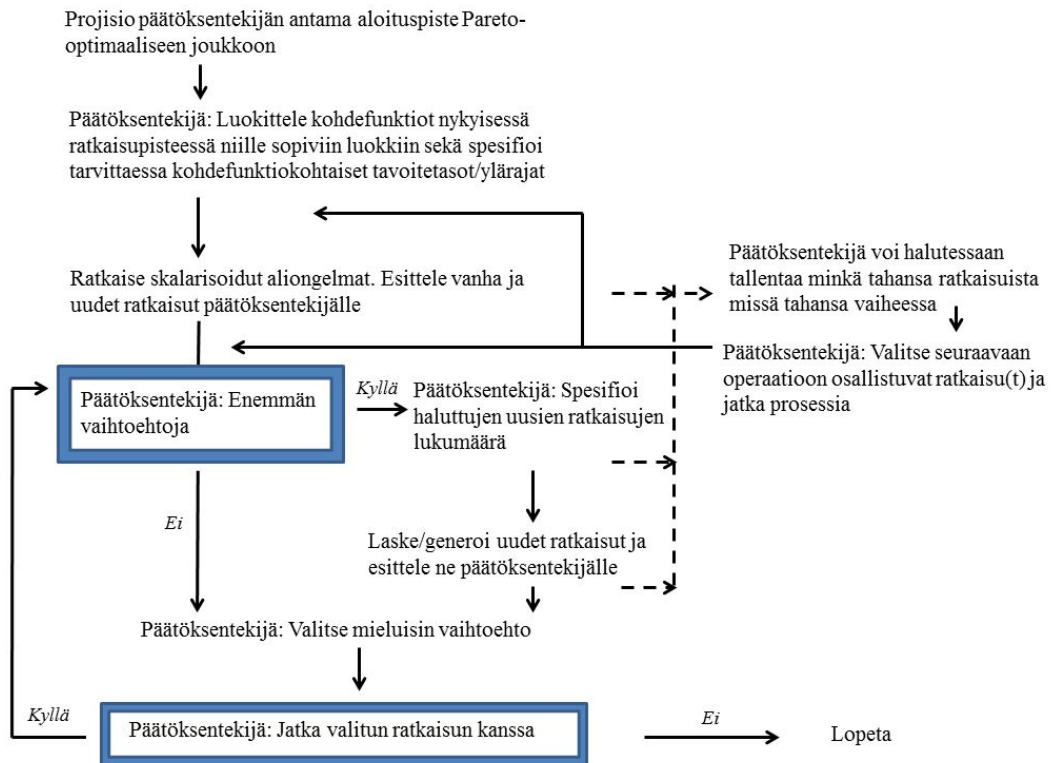 Projisio päätöksentekijän antama aloituspiste Pareto-
optimaaliseen joukkoon
Päätöksentekijä: Luokittele kohdefunktiot nykyisessä
ratkaisupisteessä niille sopiviin luokkiin sekä spesifioi
tarvittaessa kohdefunktiokohtaiset tavoitetasot/ylärajat
Ratkaise skalarisoidut aliongelmat. Esittele vanha ja
uudet ratkaisut päätöksentekijälle
Päätöksentekijä voi halutessaan
tallentaa minkä tahansa ratkaisuista
missä tahansa vaiheessa
Päätöksentekijä: Valitse seuraavaan
operaatioon osallistuvat ratkaisu(t) ja
jatka prosessia
Päätöksentekijä: Enemmän
vaihtoehtoja
Kyllä
Päätöksentekijä: Spesifioi
haluttujen uusien ratkaisujen
lukumäärä
Ei
Laske/generoi uudet ratkaisut ja
esittele ne päätöksentekijälle
Päätöksentekijä: Valitse mieluisin vaihtoehto
Kyllä
Päätöksentekijä: Jatka valitun ratkaisun kanssa
Ei
Lopeta